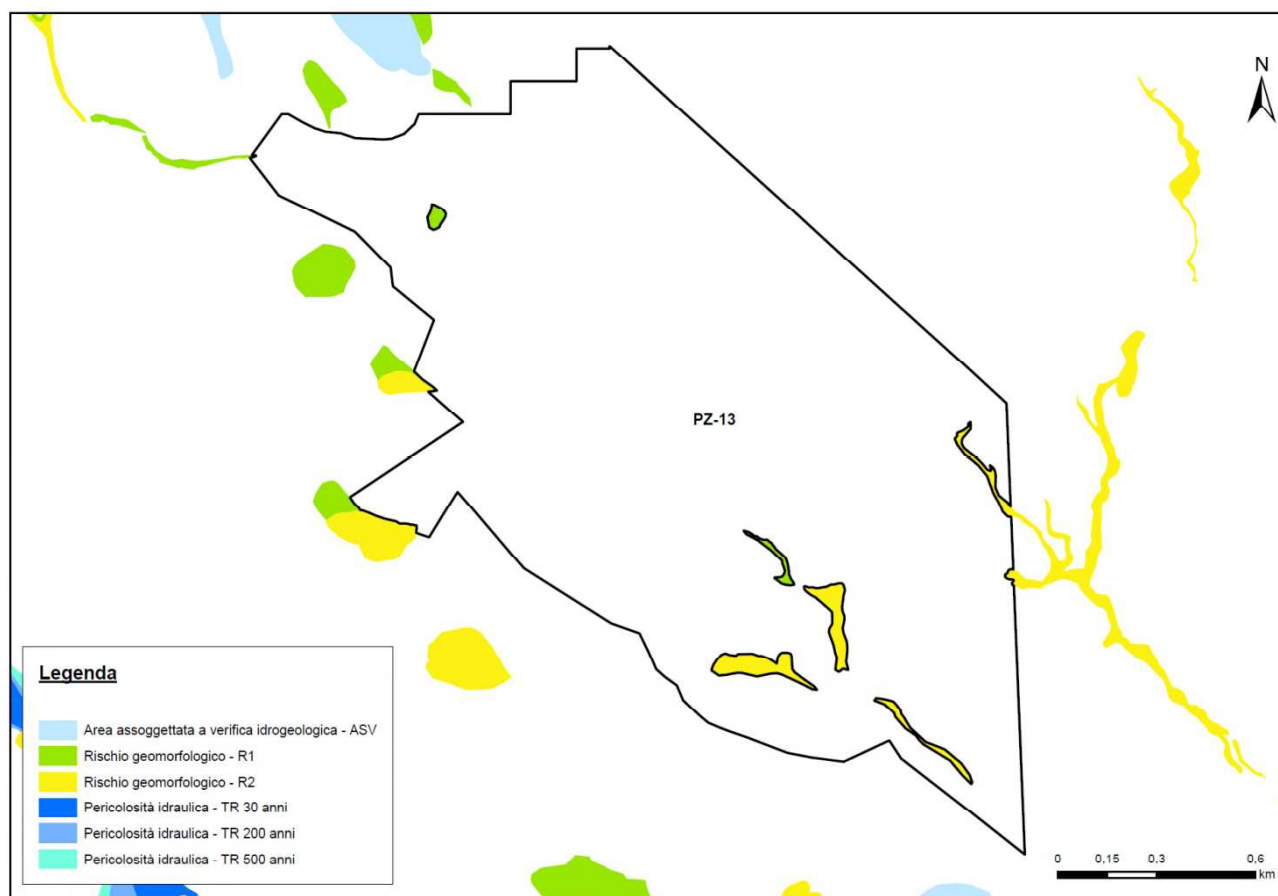 N
PZ-13
Legenda
Area assoggettata a verifica idrogeologica - ASV
Rischio geomorfologico - R1
Rischio geomorfologico - R2
Pericolosità idraulica - TR 30 anni
Pericolosità idraulica - TR 200 anni
Pericolosità idraulica - TR 500 anni
0 0,15 0,3 0,6
km